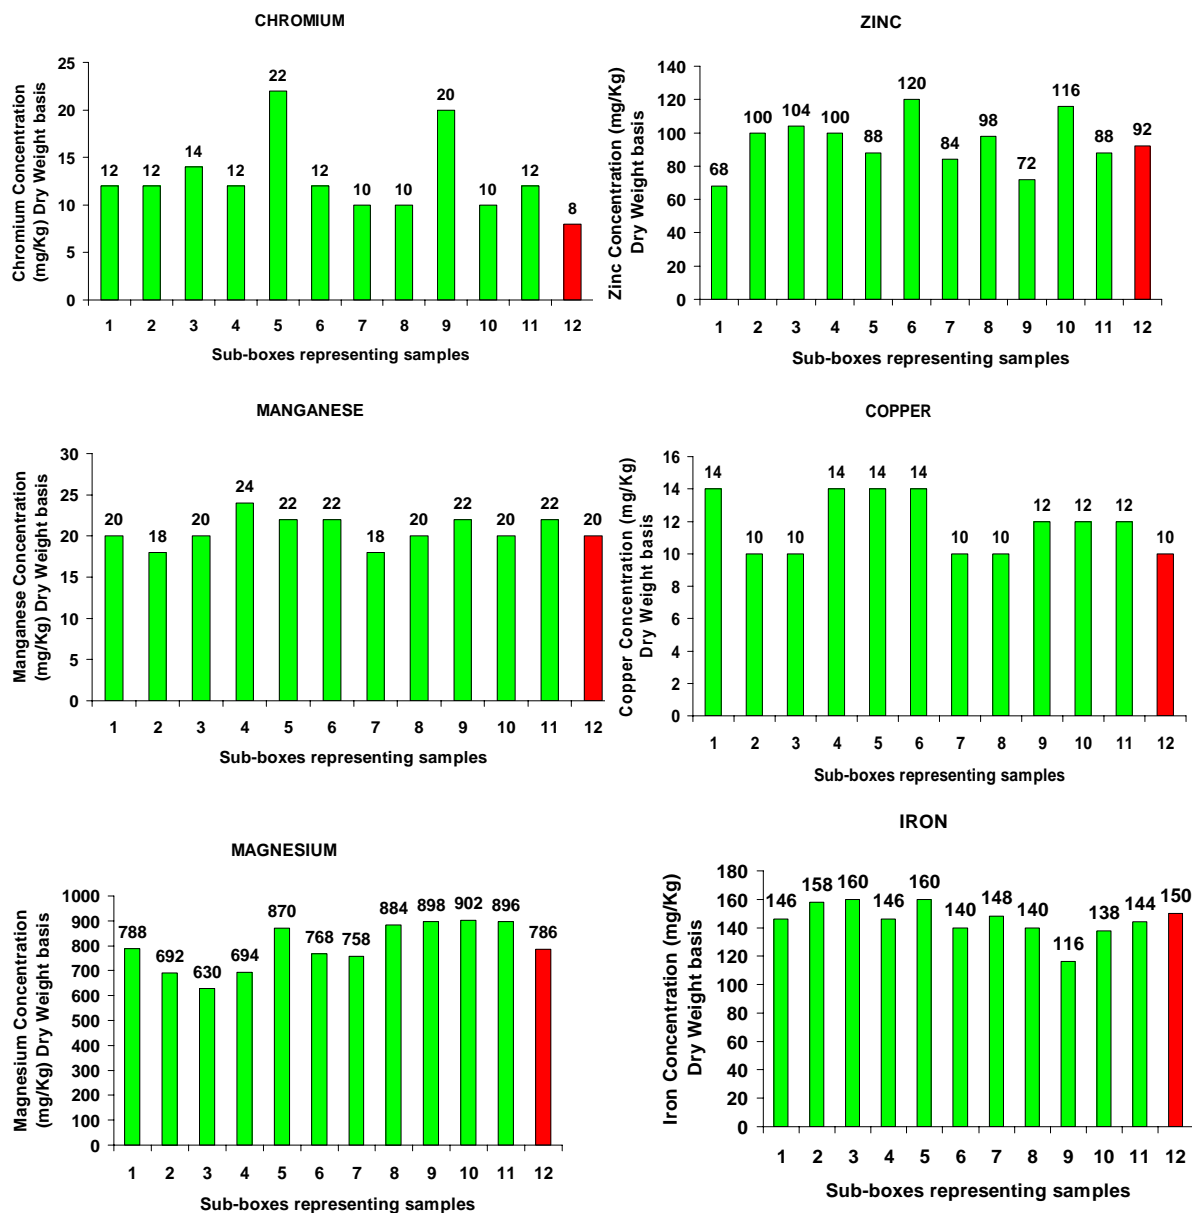 CHROMIUM
Chromium Concentration
(mg/Kg) Dry Weight basis
25
20
15
10
5
0
12 12 14 12 22 12 10 10 20 10 12 8
1 2 3 4 5 6 7 8 9 10 11 12
Sub-boxes representing samples
ZINC
Zinc Concentration (mg/Kg)
Dry Weight basis
140
120
100
80
60
40
20
0
68 100 104 100 88 120 84 98 72 116 88 92
1 2 3 4 5 6 7 8 9 10 11 12
Sub-boxes representing samples
MANGANESE
Manganese Concentration
(mg/Kg) Dry Weight basis
30
25
20
15
10
5
0
20 18 20 24 22 22 18 20 22 20 22 20
1 2 3 4 5 6 7 8 9 10 11 12
Sub-boxes representing samples
COPPER
Copper Concentration (mg/Kg)
Dry Weight basis
16
14
12
10
8
6
4
2
0
14 10 10 14 14 14 10 10 12 12 12 10
1 2 3 4 5 6 7 8 9 10 11 12
Sub-boxes representing samples
MAGNESIUM
Magnesium Concentration
(mg/Kg) Dry Weight basis
1000
900
800
700
600
500
400
300
200
100
0
788 692 630 694 870 768 758 884 898 902 896 786
1 2 3 4 5 6 7 8 9 10 11 12
Sub-boxes representing samples
IRON
Iron Concentration (mg/Kg)
Dry Weight basis
180
160
140
120
100
80
60
40
20
0
146 158 160 146 160 140 148 140 116 138 144 150
1 2 3 4 5 6 7 8 9 10 11 12
Sub-boxes representing samples